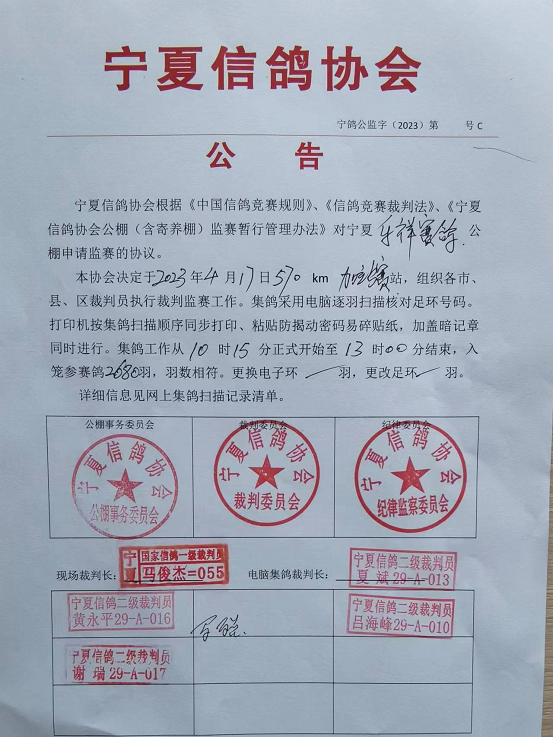 宁夏信鸽协会
宁鸽公监字（2023）第 号 C
公 告
宁夏信鸽协会根据《中国信鸽竞赛规则》、《信鸽竞赛裁判法》、《宁夏
信鸽协会公棚（含寄养棚）监赛暂行管理办法》对宁夏 乐祥赛鸽 公
棚申请监赛的协议。
本协会决定于2023年4月17日570 km 加站赛站，组织各市、
县、区裁判员执行裁判监赛工作。集鸽采用电脑逐羽扫描核对足环号码。
打印机按集鸽扫描顺序同步打印、粘贴防揭动密码易碎贴纸，加盖暗记章
同时进行。集鸽工作从 10 时 15 分正式开始至 13 时00分结束，入
笼参赛鸽2680羽，羽数相符。更换电子环 — 羽，更改足环 — 羽。
详细信息见网上集鸽扫描记录清单。
公棚事务委员会 裁判委员会 纪律委员会
宁夏信鸽协会 公棚事务委员会
宁夏信鸽协会 裁判委员会
宁夏信鸽协会 纪律监察委员会
现场裁判长： 宁夏 国家信鸽一级裁判员 马俊杰=055
电脑集鸽裁判长： 宁夏信鸽二级裁判员 夏 斌 29-A-013
宁夏信鸽二级裁判员 黄永平29-A-016
宁夏信鸽二级裁判员 吕海峰29-A-010
宁夏信鸽二级裁判员 谢 瑞 29-A-017